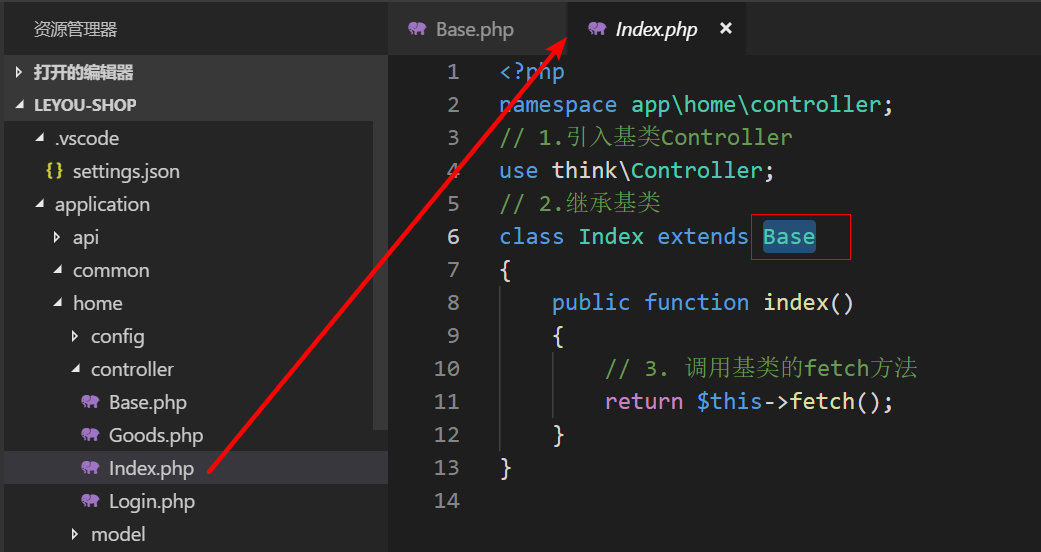 资源管理器
打开的编辑器
LEYOU-SHOP
.vscode
{} settings.json
application
api
common
home
config
controller
Base.php
Goods.php
Index.php
Login.php
model
Base.php Index.php ×
1 <?php
2 namespace app\home\controller;
3 // 1.引入基类Controller
4 use think\Controller;
5 // 2.继承基类
6 class Index extends Base
7 {
8 public function index()
9 {
10 // 3. 调用基类的fetch方法
11 return $this->fetch();
12 }
13 }
14